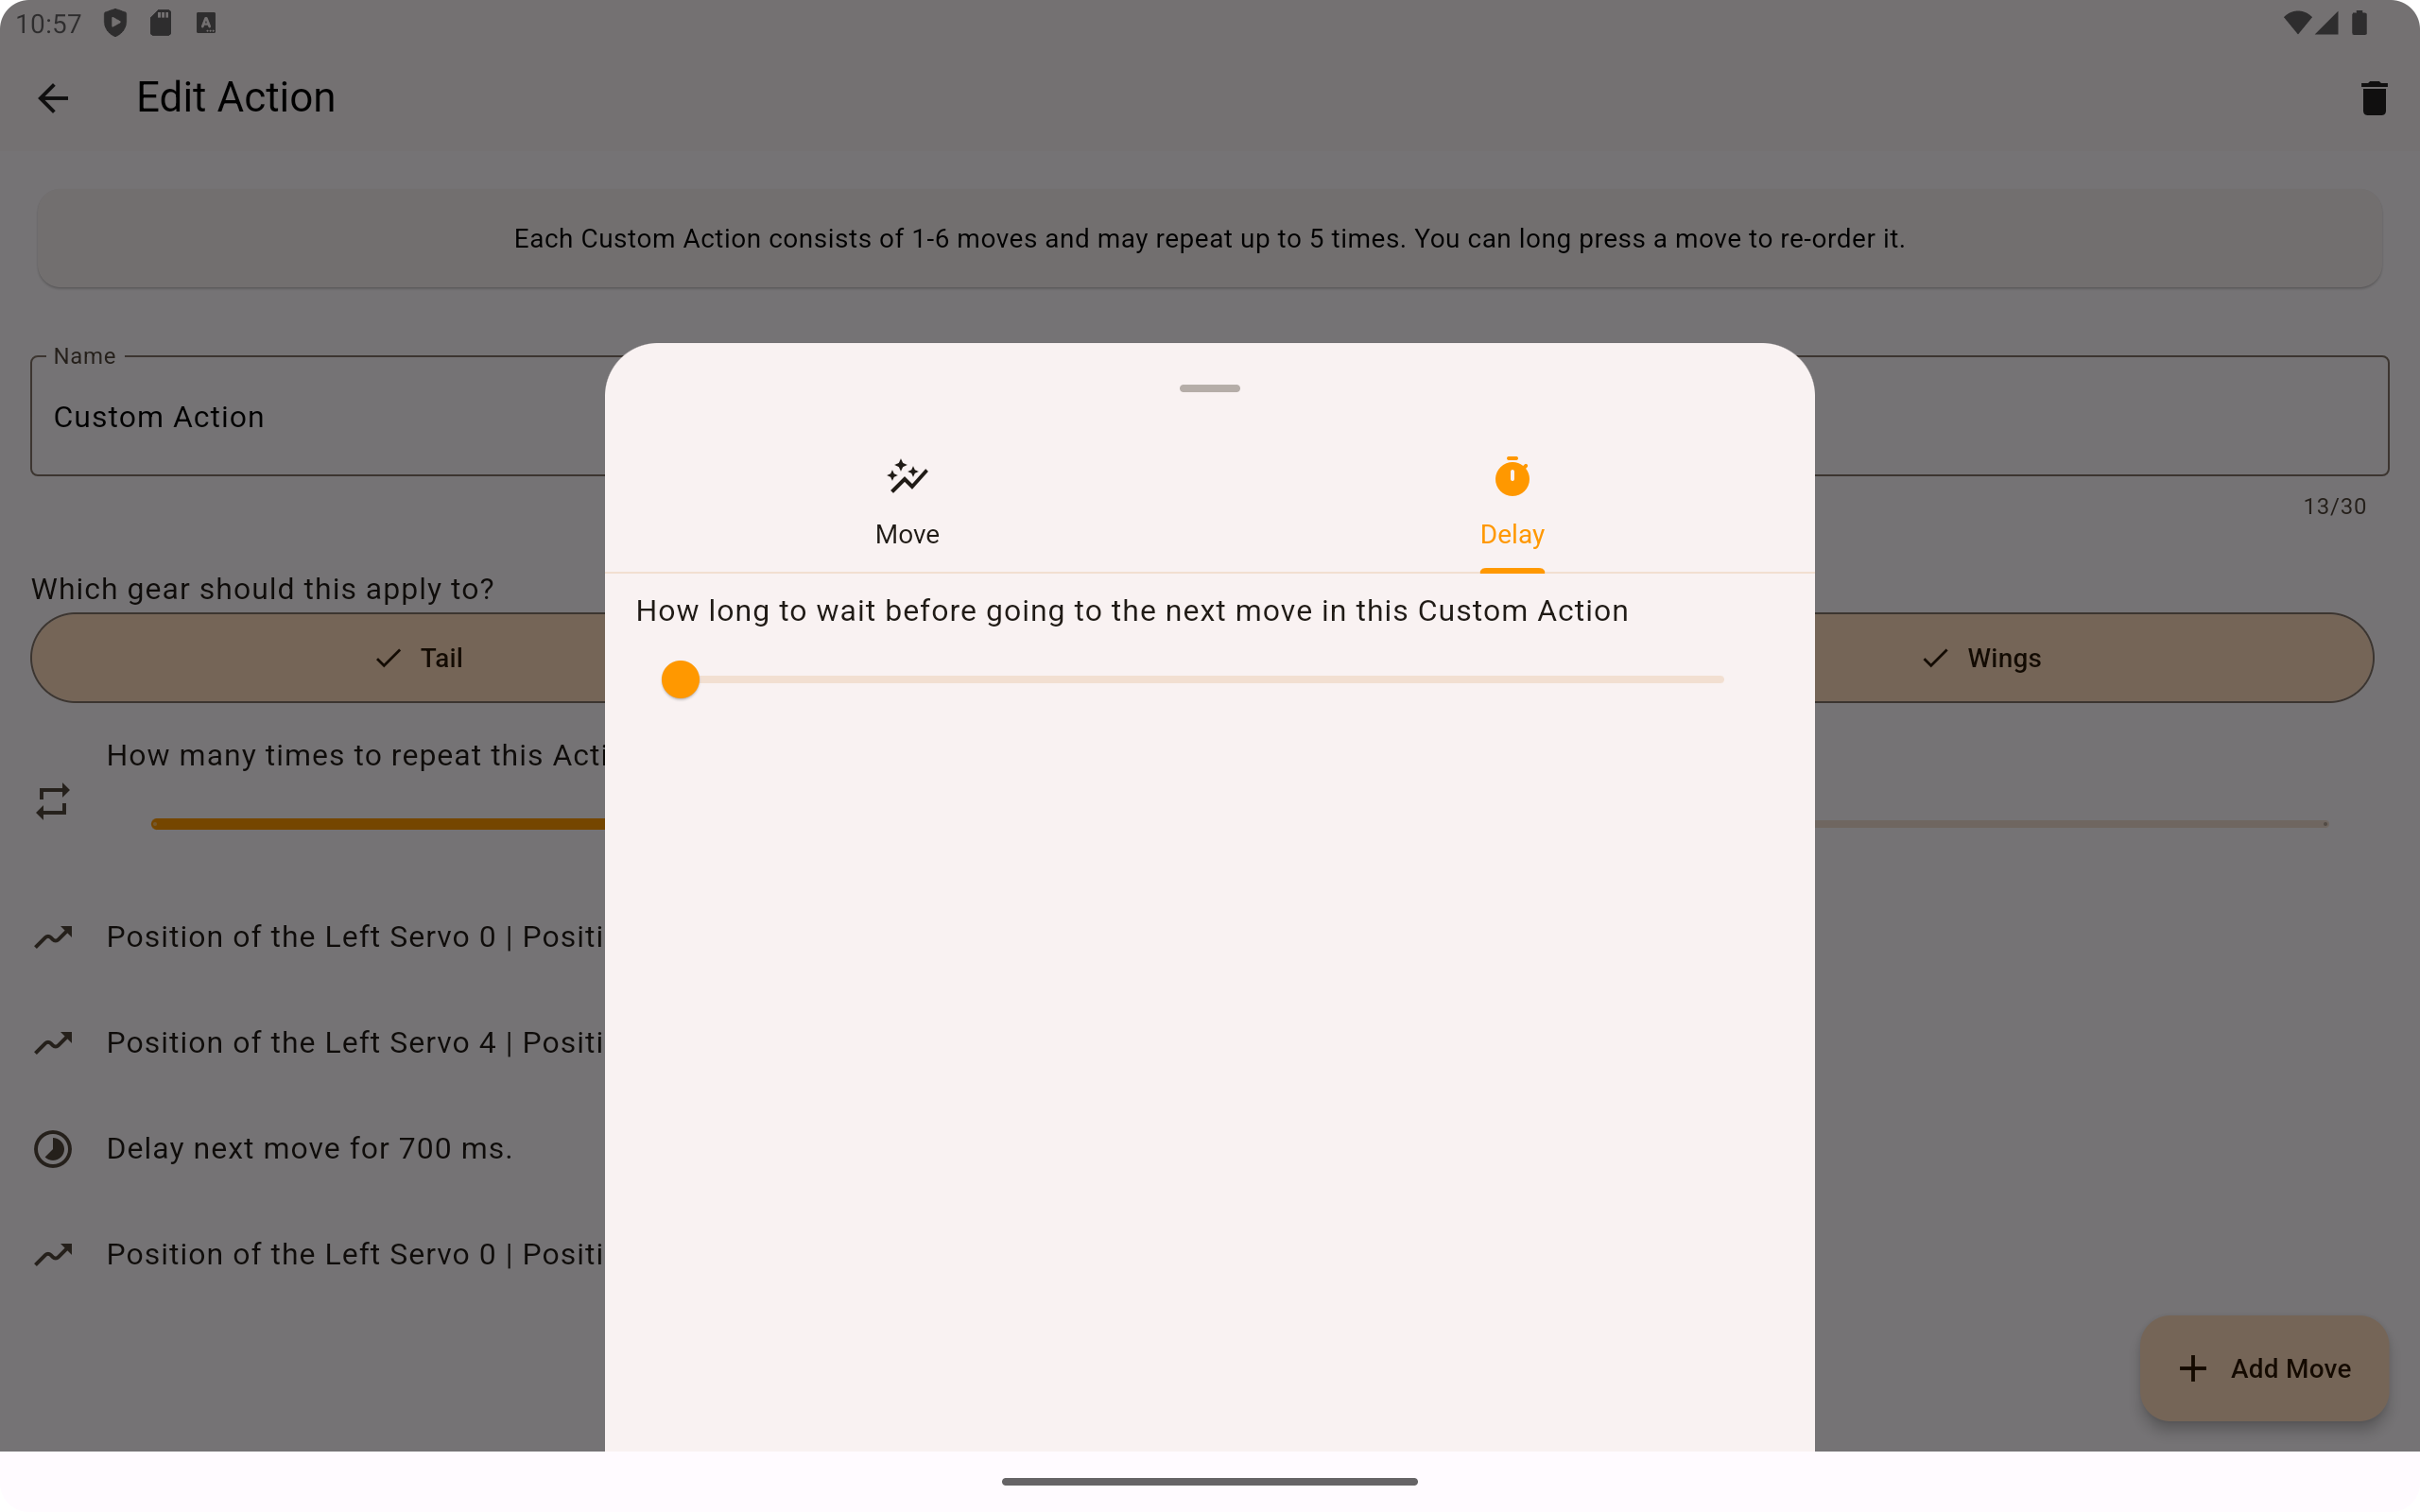 10:57
Edit Action
Each Custom Action consists of 1-6 moves and may repeat up to 5 times. You can long press a move to re-order it.
Name
Custom Action
13/30
Move
Delay
Which gear should this apply to?
How long to wait before going to the next move in this Custom Action
Tail
Wings
How many times to repeat this Acti
Position of the Left Servo 0 | Positi
Position of the Left Servo 4 | Positi
Delay next move for 700 ms.
Position of the Left Servo 0 | Positi
Add Move